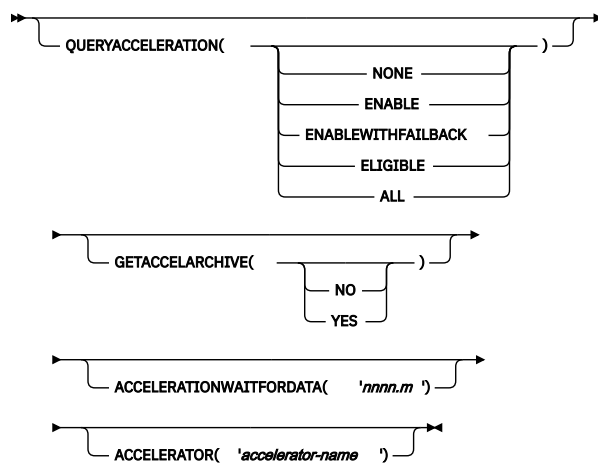 QUERYACCELERATION( )
NONE
ENABLE
ENABLEWITHFAILBACK
ELIGIBLE
ALL
GETACCELARCHIVE( )
NO
YES
ACCELERATIONWAITFORDATA( 'nnnn.m ')
ACCELERATOR( 'accelerator-name ')